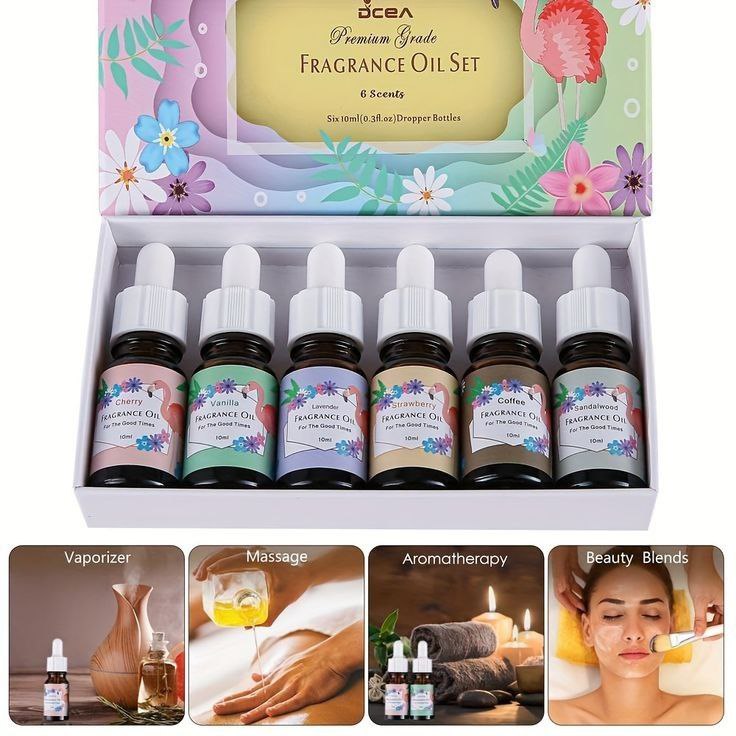 DCEA
Premium Grade
FRAGRANCE OIL SET
6 Scents
Six 10ml(0.3fl.oz)Dropper Bottles
Cherry
FRAGRANCE OIL
For The Good Times
10ml
Vanilla
FRAGRANCE OIL
For The Good Times
10ml
Lavender
FRAGRANCE OIL
For The Good Times
10ml
Strawberry
FRAGRANCE OIL
For The Good Times
10ml
Coffee
FRAGRANCE OIL
For The Good Times
10ml
Sandalwood
FRAGRANCE OIL
For The Good Times
10ml
Vaporizer
Massage
Aromatherapy
Beauty Blends